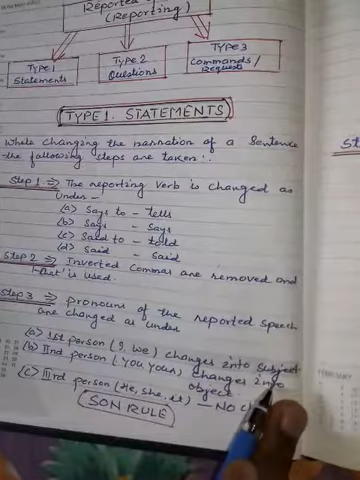 Reported
(Reporting)
TYPE 1
Statements
TYPE 2
Questions
TYPE 3
Commands/
Requests
TYPE 1. STATEMENTS
While changing the narration of a sentence
the following steps are taken:
Step 1 ⇒ The reporting verb is changed as
under -
(a) Says to - tells
(b) Says - Says
(c) Said to - told
(d) Said - Said
Step 2 ⇒ Inverted commas are removed and
'that' is used.
Step 3 ⇒ pronouns of the reported speech
are changed as under
(a) Ist person (I, we) changes into subject
(b) IInd person (You, your) changes into
object.
(c) IIIrd person (He, she, it) - NO
SON RULE
FEBRUARY